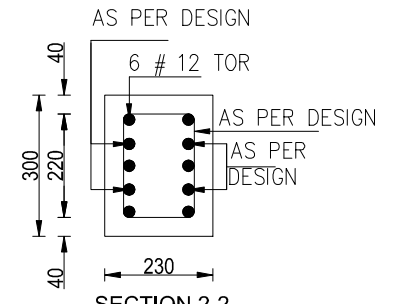 AS PER DESIGN
40
6 # 12 TOR
AS PER DESIGN
300
220
AS PER
DESIGN
40
230
SECTION 2-2